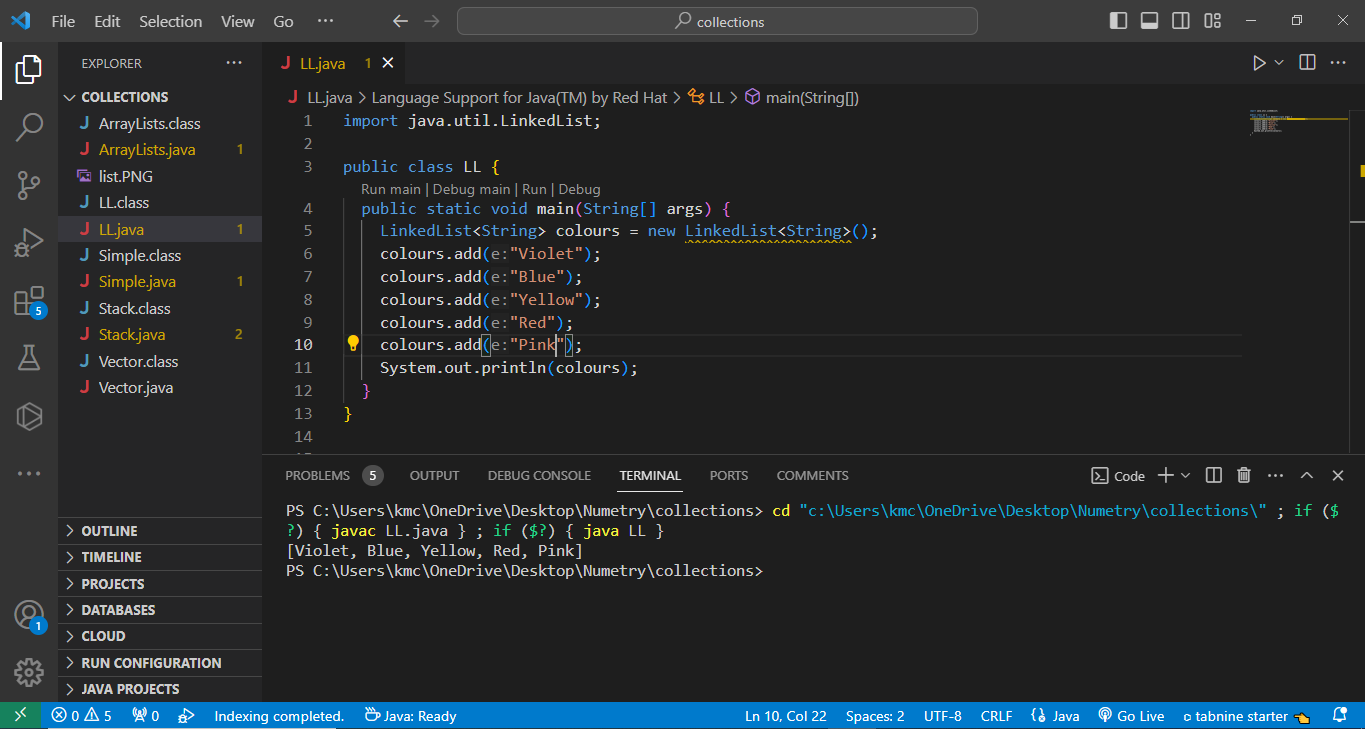 File Edit Selection View Go ··· collections
EXPLORER ···
COLLECTIONS
ArrayLists.class
ArrayLists.java 1
list.PNG
LL.class
LL.java 1
Simple.class
Simple.java 1
Stack.class
Stack.java 2
Vector.class
Vector.java
OUTLINE
TIMELINE
PROJECTS
DATABASES
CLOUD
RUN CONFIGURATION
JAVA PROJECTS
5
1
J LL.java 1
J LL.java > Language Support for Java(TM) by Red Hat > LL > main(String[])
1 import java.util.LinkedList;
2
3 public class LL {
Run main | Debug main | Run | Debug
4 public static void main(String[] args) {
5 LinkedList<String> colours = new LinkedList<String>();
6 colours.add(e:"Violet");
7 colours.add(e:"Blue");
8 colours.add(e:"Yellow");
9 colours.add(e:"Red");
10 colours.add(e:"Pink");
11 System.out.println(colours);
12 }
13 }
14
PROBLEMS 5 OUTPUT DEBUG CONSOLE TERMINAL PORTS COMMENTS Code
PS C:\Users\kmc\OneDrive\Desktop\Numetry\collections> cd "c:\Users\kmc\OneDrive\Desktop\Numetry\collections\" ; if ($
?) { javac LL.java } ; if ($?) { java LL }
[Violet, Blue, Yellow, Red, Pink]
PS C:\Users\kmc\OneDrive\Desktop\Numetry\collections>
0 5 0 Indexing completed. Java: Ready Ln 10, Col 22 Spaces: 2 UTF-8 CRLF Java Go Live tabnine starter